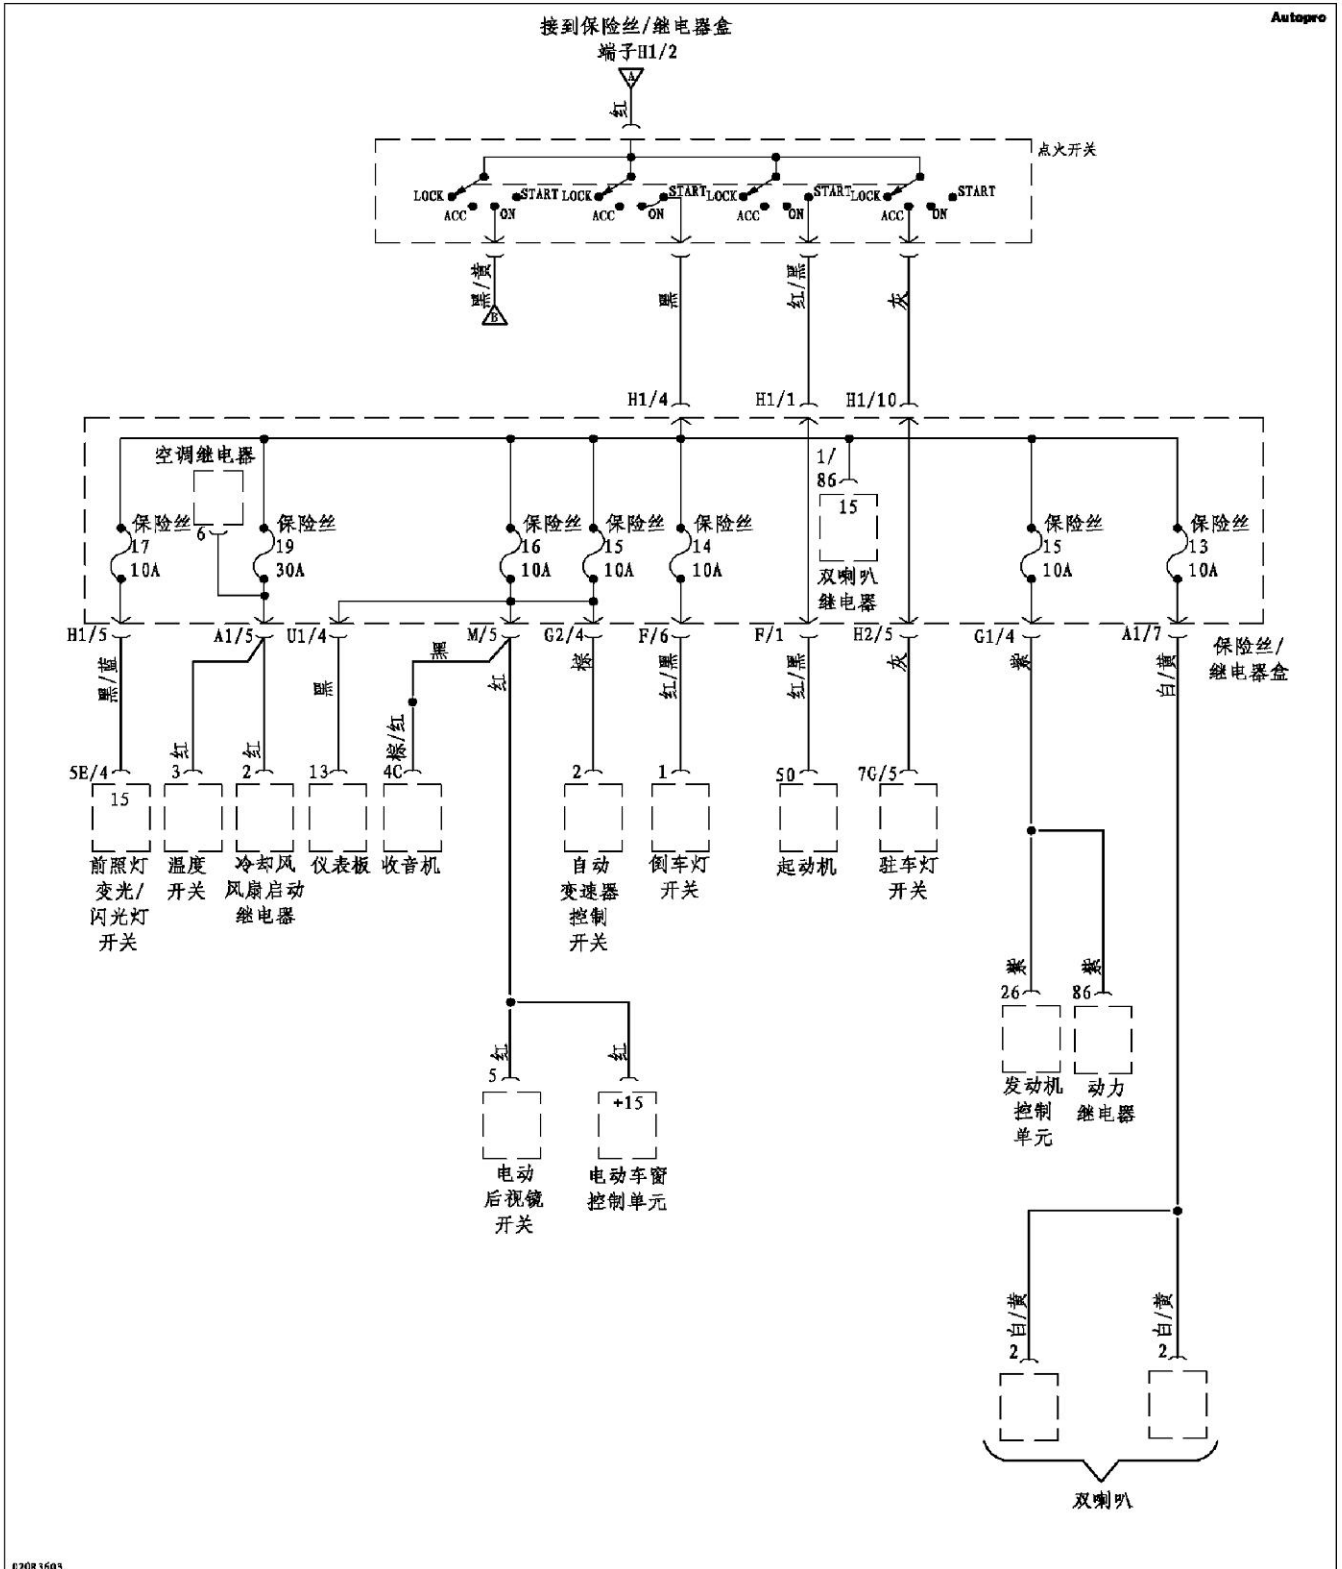 Autopro
接到保险丝/继电器盒
端子H1/2
A
红
点火开关
LOCK
ACC
ON
START
LOCK
ACC
ON
START
LOCK
ACC
ON
START
LOCK
ACC
ON
START
黑/黄
黑
红/黑
灰
B
H1/4
H1/1
H1/10
空调继电器
6
1/
86
15
双喇叭
继电器
保险丝
17
10A
保险丝
19
30A
保险丝
16
10A
保险丝
15
10A
保险丝
14
10A
保险丝
15
10A
保险丝
13
10A
H1/5
A1/5
U1/4
M/5
G2/4
F/6
F/1
H2/5
G1/4
A1/7
保险丝/
继电器盒
黑/蓝
黑
黑
红
棕
红/黑
红/黑
灰
紫
白/黄
红
红
棕/红
5E/4
3
2
13
4C
2
1
50
7G/5
15
前照灯
变光/
闪光灯
开关
温度
开关
冷却风
风扇启动
继电器
仪表板
收音机
自动
变速器
控制
开关
倒车灯
开关
起动机
驻车灯
开关
紫
紫
26
86
发动机
控制
单元
动力
继电器
红
红
5
+15
电动
后视镜
开关
电动车窗
控制单元
白/黄
白/黄
2
2
双喇叭
020R3603